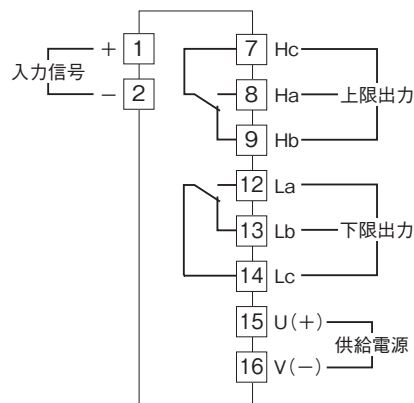 + 1
入力信号
− 2
7 Hc
8 Ha 上限出力
9 Hb
12 La
13 Lb 下限出力
14 Lc
15 U(+)
供給電源
16 V(−)